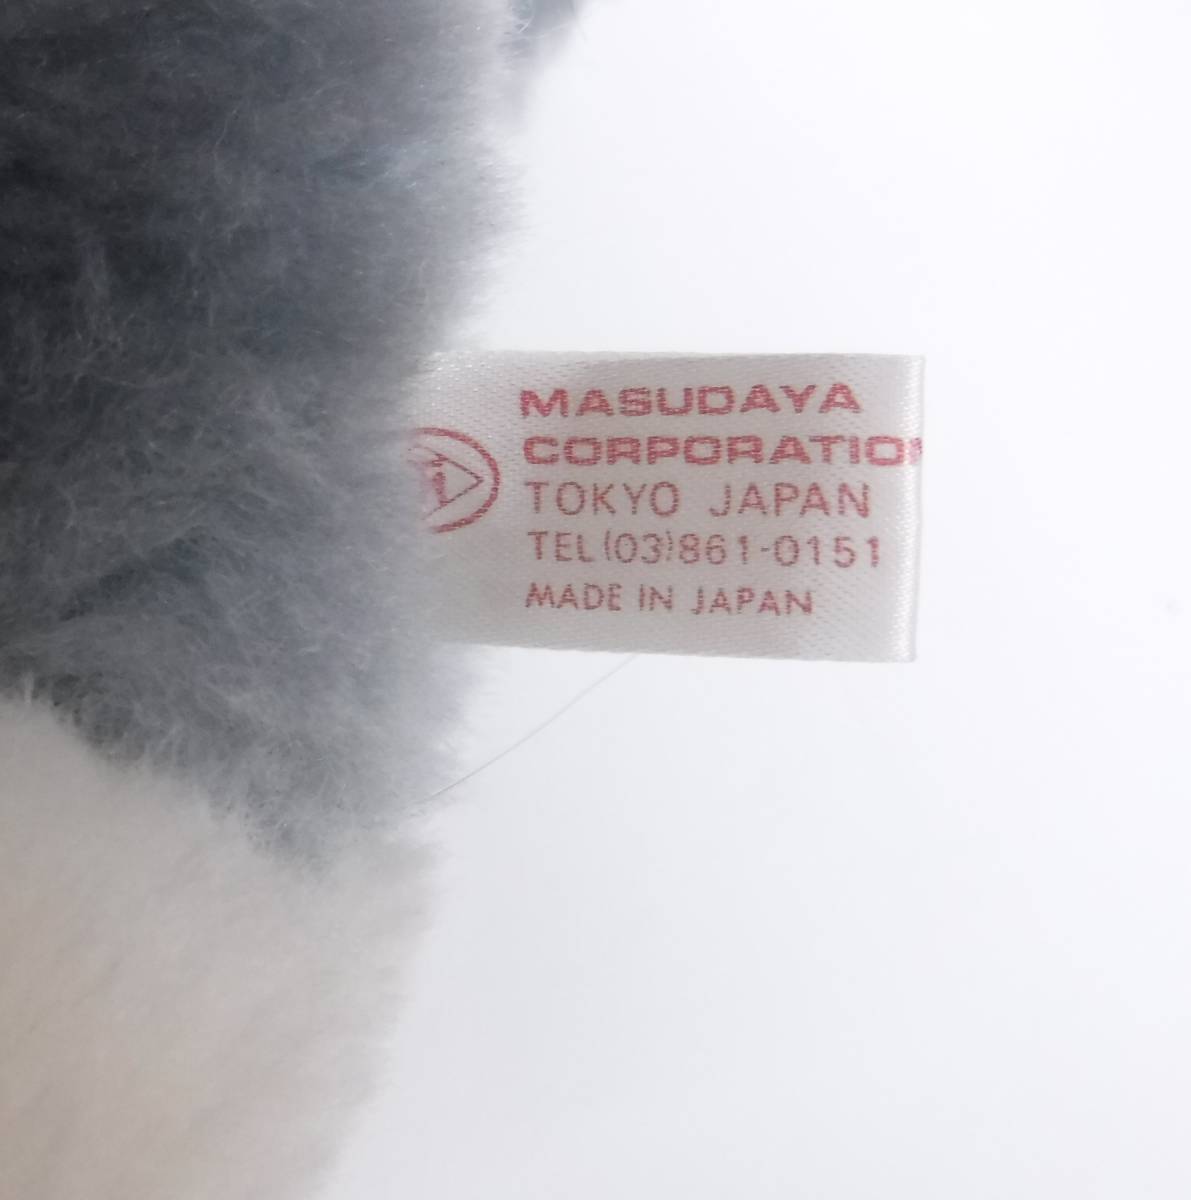 MASUDAYA
CORPORATION
TOKYO JAPAN
TEL(03)861-0151
MADE IN JAPAN